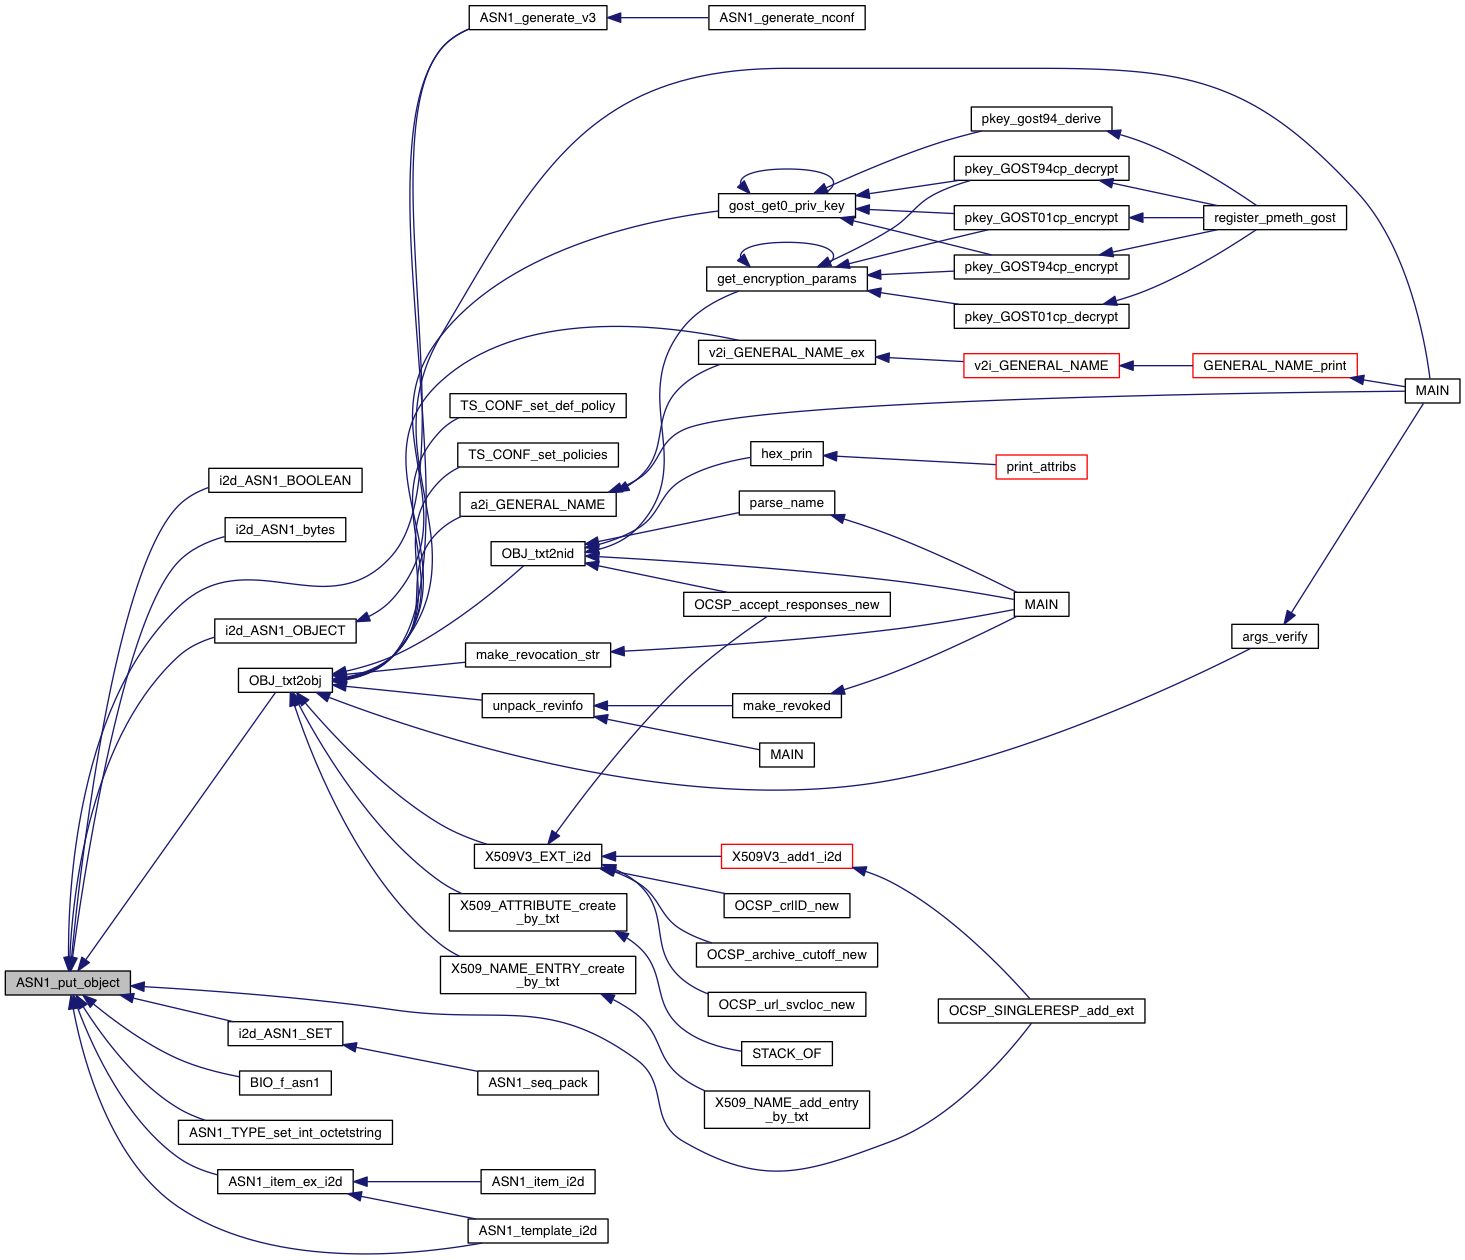 ASN1_generate_v3
ASN1_generate_nconf
pkey_gost94_derive
pkey_GOST94cp_decrypt
gost_get0_priv_key
pkey_GOST01cp_encrypt
register_pmeth_gost
pkey_GOST94cp_encrypt
get_encryption_params
pkey_GOST01cp_decrypt
v2i_GENERAL_NAME_ex
v2i_GENERAL_NAME
GENERAL_NAME_print
MAIN
TS_CONF_set_def_policy
TS_CONF_set_policies
hex_prin
print_attribs
i2d_ASN1_BOOLEAN
a2i_GENERAL_NAME
parse_name
i2d_ASN1_bytes
OBJ_txt2nid
OCSP_accept_responses_new
MAIN
i2d_ASN1_OBJECT
args_verify
make_revocation_str
OBJ_txt2obj
unpack_revinfo
make_revoked
MAIN
X509V3_EXT_i2d
X509V3_add1_i2d
OCSP_crlID_new
X509_ATTRIBUTE_create
_by_txt
OCSP_archive_cutoff_new
X509_NAME_ENTRY_create
_by_txt
ASN1_put_object
OCSP_url_svcloc_new
OCSP_SINGLERESP_add_ext
i2d_ASN1_SET
STACK_OF
BIO_f_asn1
ASN1_seq_pack
X509_NAME_add_entry
_by_txt
ASN1_TYPE_set_int_octetstring
ASN1_item_ex_i2d
ASN1_item_i2d
ASN1_template_i2d